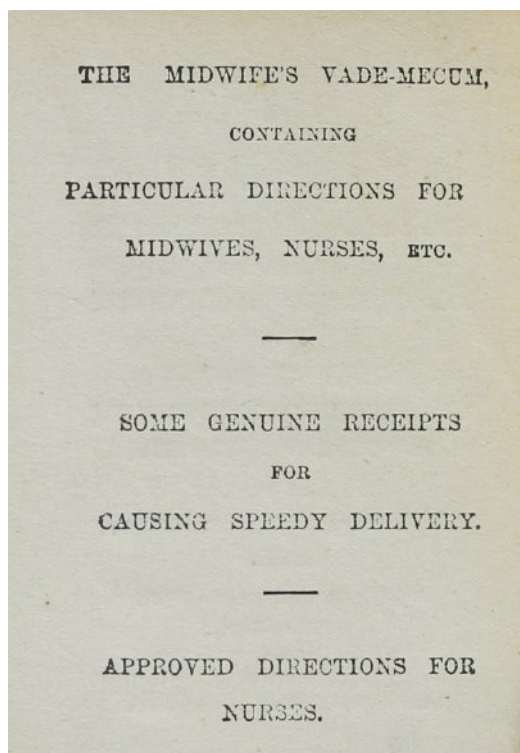 THE MIDWIFE'S VADE-MECUM,
CONTAINING
PARTICULAR DIRECTIONS FOR
MIDWIVES, NURSES, ETC.
SOME GENUINE RECEIPTS
FOR
CAUSING SPEEDY DELIVERY.
APPROVED DIRECTIONS FOR
NURSES.